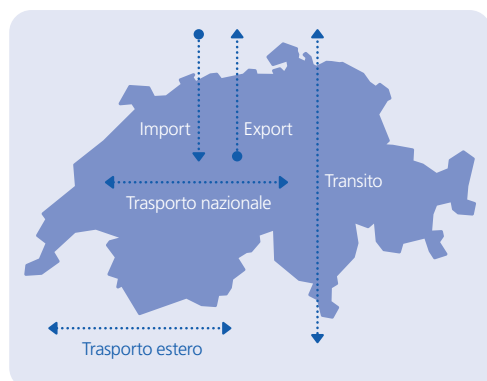 Import
Export
Transito
Trasporto nazionale
Trasporto estero